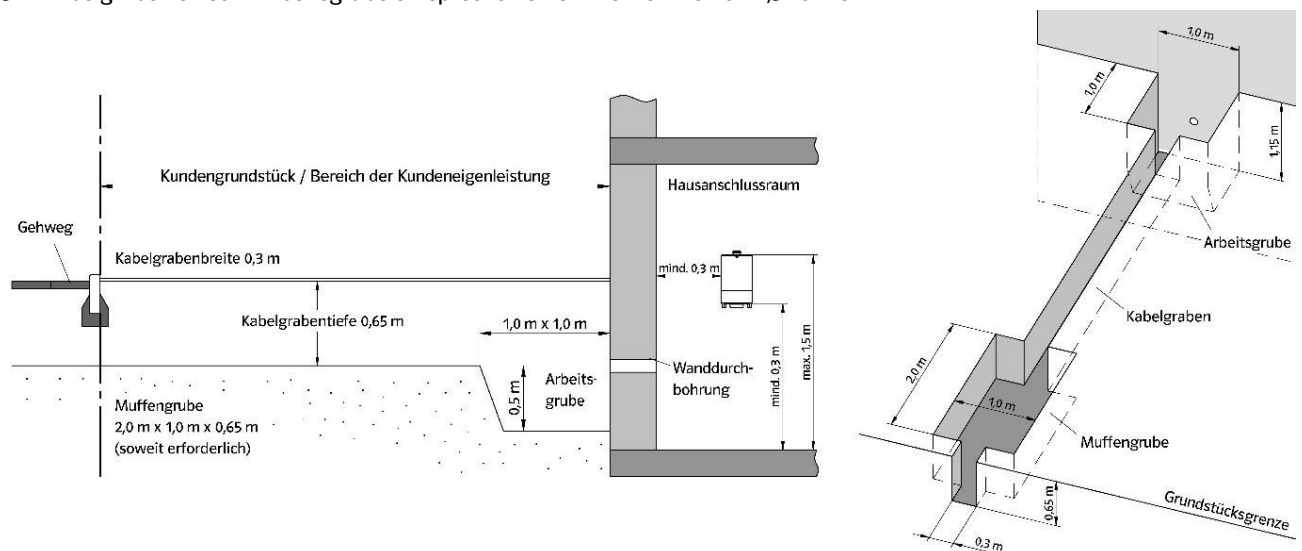 Kundengrundstück / Bereich der Kundeneigenleistung
Hausanschlussraum
Gehweg
Kabelgrabenbreite 0,3 m
mind. 0,3 m
Kabelgrabentiefe 0,65 m
1,0 m x 1,0 m
mind. 0,3 m
max. 1,5 m
Wanddurch-
bohrung
0,5 m
Arbeits-
grube
Muffengrube
2,0 m x 1,0 m x 0,65 m
(soweit erforderlich)
1,0 m
1,0 m
1,15 m
Arbeitsgrube
Kabelgraben
2,0 m
1,0 m
Muffengrube
0,65 m
Grundstücksgrenze
0,3 m